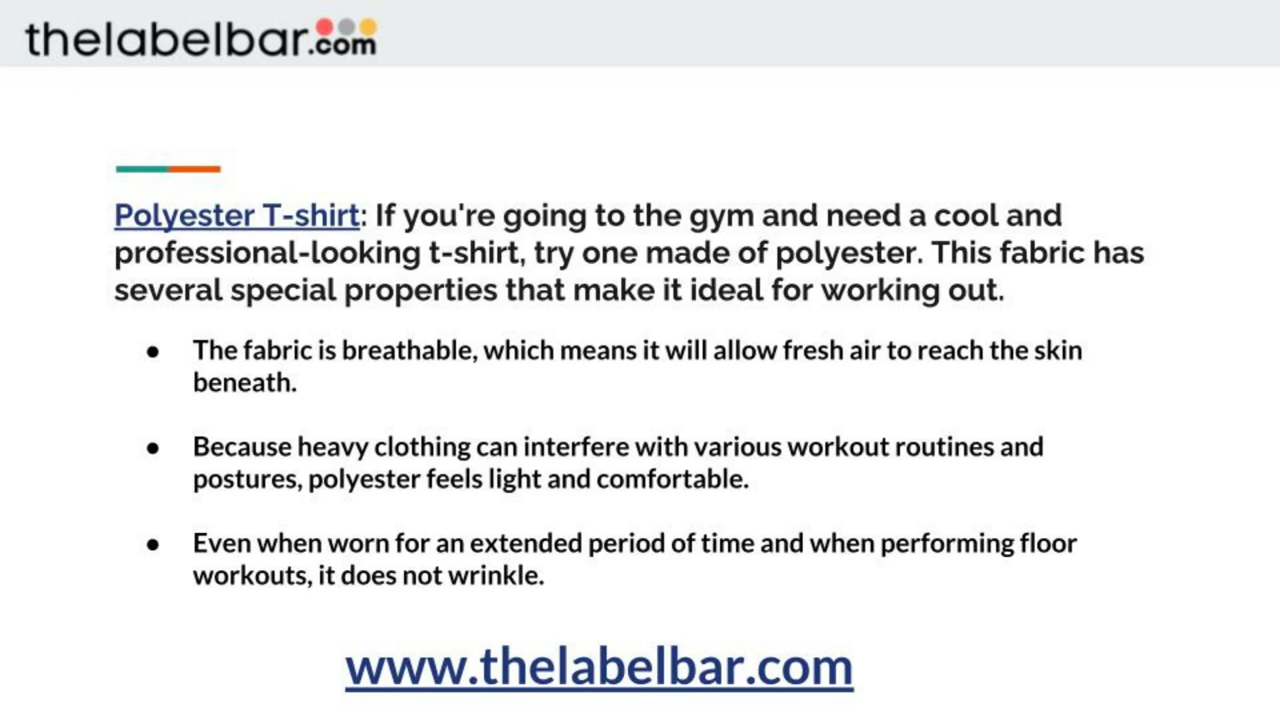 thelabelbar.com
Polyester T-shirt: If you're going to the gym and need a cool and
professional-looking t-shirt, try one made of polyester. This fabric has
several special properties that make it ideal for working out.
● The fabric is breathable, which means it will allow fresh air to reach the skin
beneath.
● Because heavy clothing can interfere with various workout routines and
postures, polyester feels light and comfortable.
● Even when worn for an extended period of time and when performing floor
workouts, it does not wrinkle.
www.thelabelbar.com